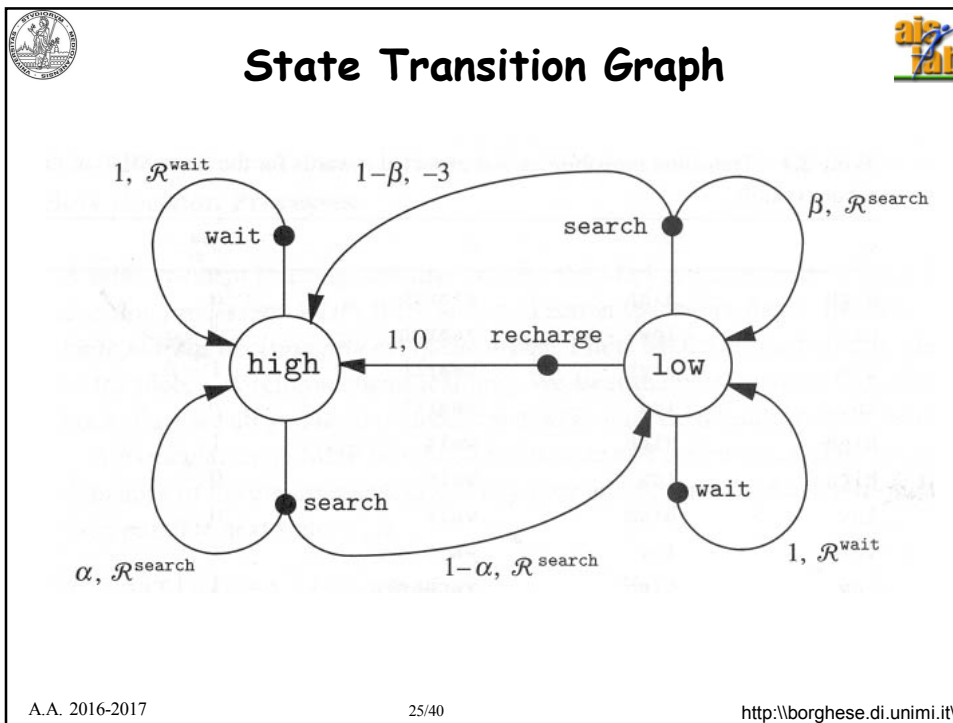 State Transition Graph
1, ℛ^wait
1−β, −3
β, ℛ^search
wait
search
1, 0
recharge
high
low
search
wait
α, ℛ^search
1−α, ℛ^search
1, ℛ^wait
A.A. 2016-2017
25/40
http:\\borghese.di.unimi.it\